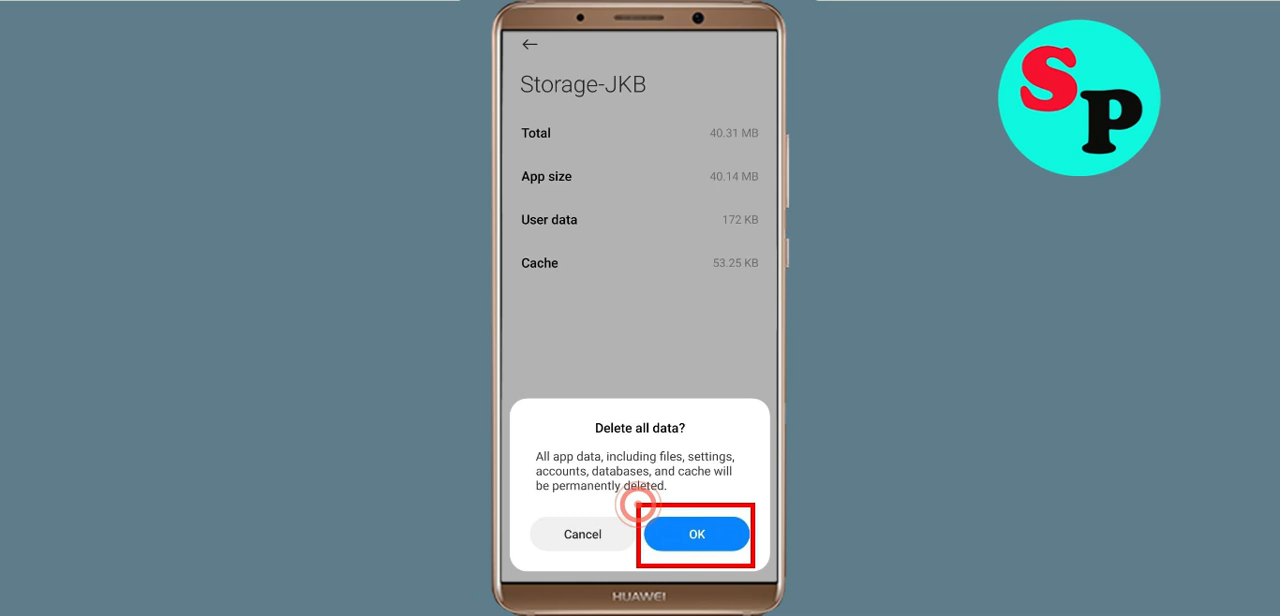 Storage-JKB
Total 40.31 MB
App size 40.14 MB
User data 172 KB
Cache 53.25 KB
Delete all data?
All app data, including files, settings,
accounts, databases, and cache will
be permanently deleted.
Cancel OK
HUAWEI
SP